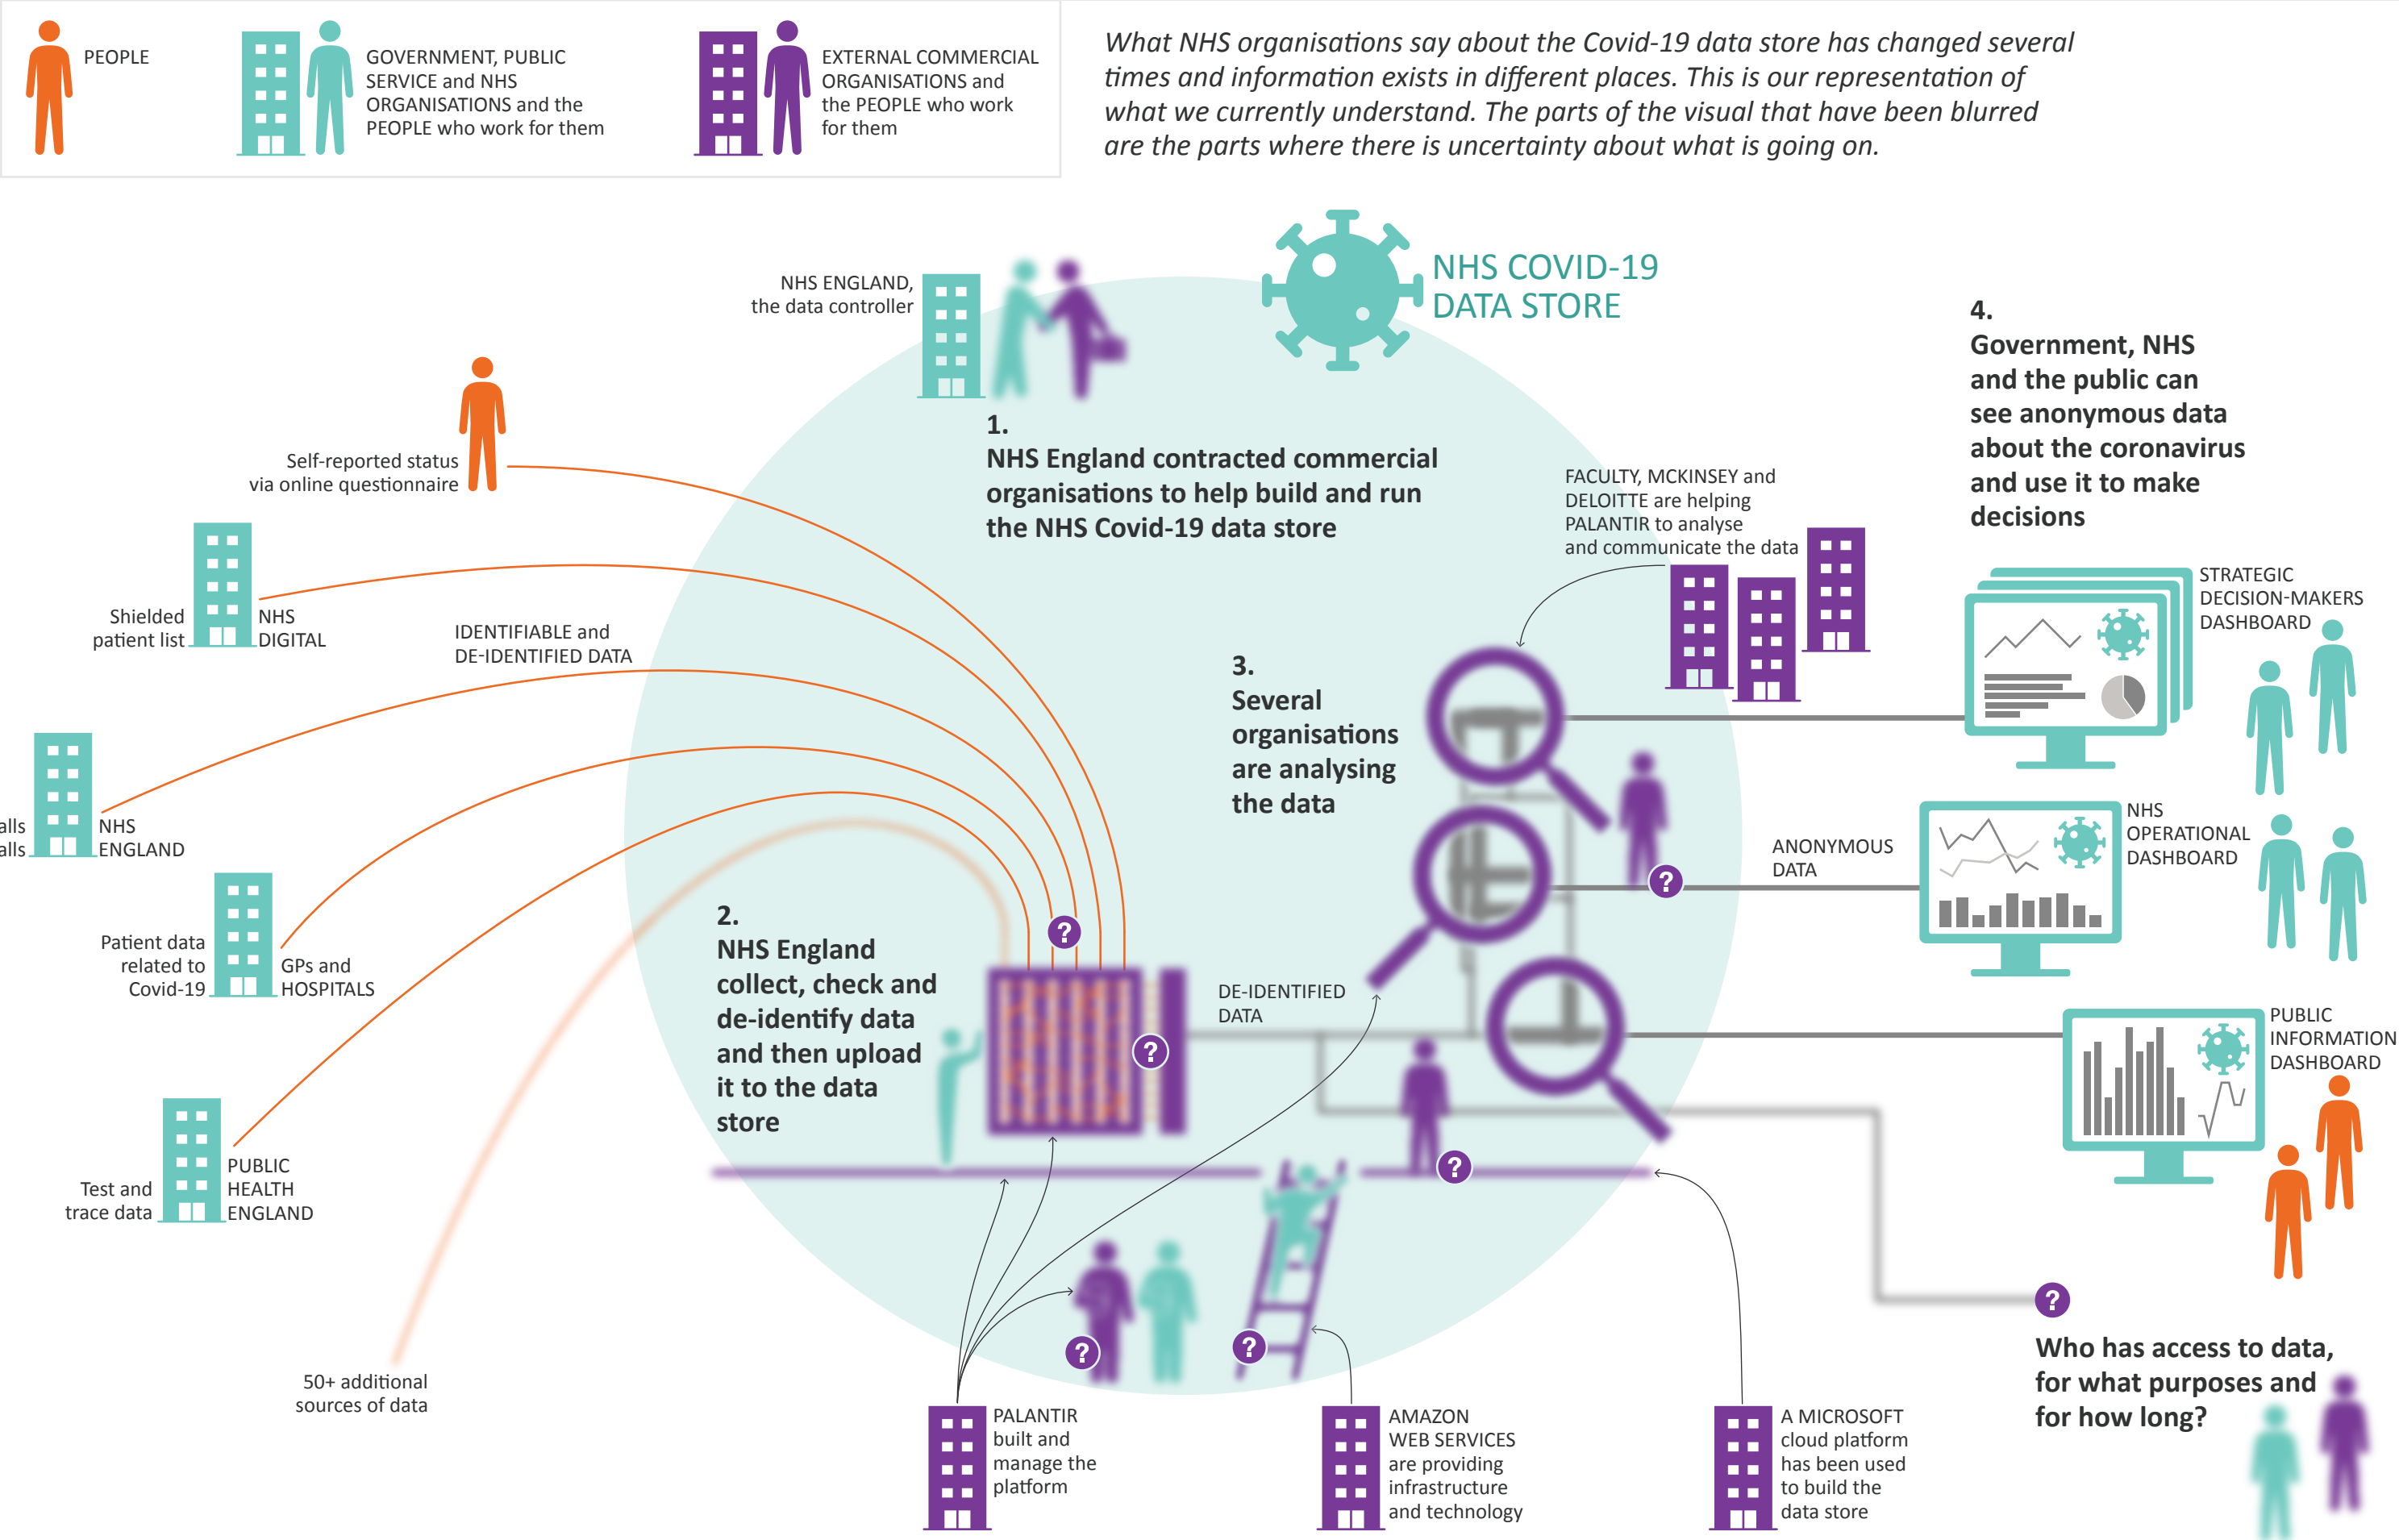 PEOPLE
GOVERNMENT, PUBLIC
SERVICE and NHS
ORGANISATIONS and the
PEOPLE who work for them
EXTERNAL COMMERCIAL
ORGANISATIONS and
the PEOPLE who work
for them
What NHS organisations say about the Covid-19 data store has changed several
times and information exists in different places. This is our representation of
what we currently understand. The parts of the visual that have been blurred
are the parts where there is uncertainty about what is going on.
NHS COVID-19
DATA STORE
NHS ENGLAND,
the data controller
1.
NHS England contracted commercial
organisations to help build and run
the NHS Covid-19 data store
Self-reported status
via online questionnaire
Shielded
patient list
NHS
DIGITAL
IDENTIFIABLE and
DE-IDENTIFIED DATA
NHS
ENGLAND
Patient data
related to
Covid-19
GPs and
HOSPITALS
Test and
trace data
PUBLIC
HEALTH
ENGLAND
50+ additional
sources of data
2.
NHS England
collect, check and
de-identify data
and then upload
it to the data
store
?
?
DE-IDENTIFIED
DATA
3.
Several
organisations
are analysing
the data
FACULTY, MCKINSEY and
DELOITTE are helping
PALANTIR to analyse
and communicate the data
?
?
?
?
ANONYMOUS
DATA
4.
Government, NHS
and the public can
see anonymous data
about the coronavirus
and use it to make
decisions
STRATEGIC
DECISION-MAKERS
DASHBOARD
NHS
OPERATIONAL
DASHBOARD
PUBLIC
INFORMATION
DASHBOARD
?
Who has access to data,
for what purposes and
for how long?
PALANTIR
built and
manage the
platform
AMAZON
WEB SERVICES
are providing
infrastructure
and technology
A MICROSOFT
cloud platform
has been used
to build the
data store